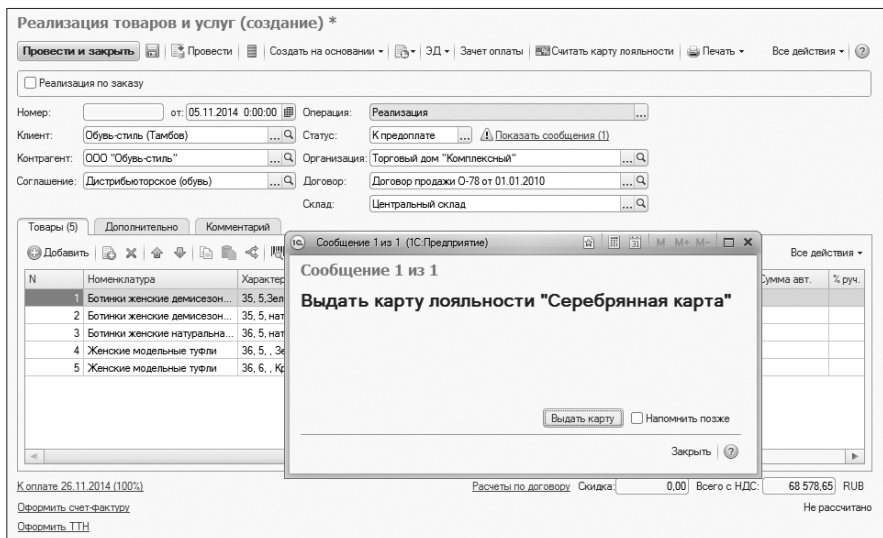 Реализация товаров и услуг (создание) *
Провести и закрыть Провести Создать на основании ЭД Зачет оплаты Считать карту лояльности Печать Все действия ?
Реализация по заказу
Номер: от: 05.11.2014 0:00:00 Операция: Реализация ...
Клиент: Обувь-стиль (Тамбов) ... Статус: К предоплате ... Показать сообщения (1)
Контрагент: ООО "Обувь-стиль" ... Организация: Торговый дом "Комплексный" ...
Соглашение: Дистрибьюторское (обувь) ... Договор: Договор продажи О-78 от 01.01.2010 ...
Склад: Центральный склад ...
Товары (5) Дополнительно Комментарий
Добавить Все действия
N Номенклатура Характер Сумма авт. % руч.
1 Ботинки женские демисезон... 35, 5,Зел
2 Ботинки женские демисезон... 35, 5, нат
3 Ботинки женские натуральна... 36, 5, нат
4 Женские модельные туфли 36, 5, , Зе
5 Женские модельные туфли 36, 6, , Кр
1С Сообщение 1 из 1 (1С:Предприятие) 31 M M+ M-
Сообщение 1 из 1
Выдать карту лояльности "Серебрянная карта"
Выдать карту Напомнить позже
Закрыть ?
К оплате 26.11.2014 (100%) Расчеты по договору Скидка: 0,00 Всего с НДС: 68 578,65 RUB
Оформить счет-фактуру Не рассчитано
Оформить ТТН